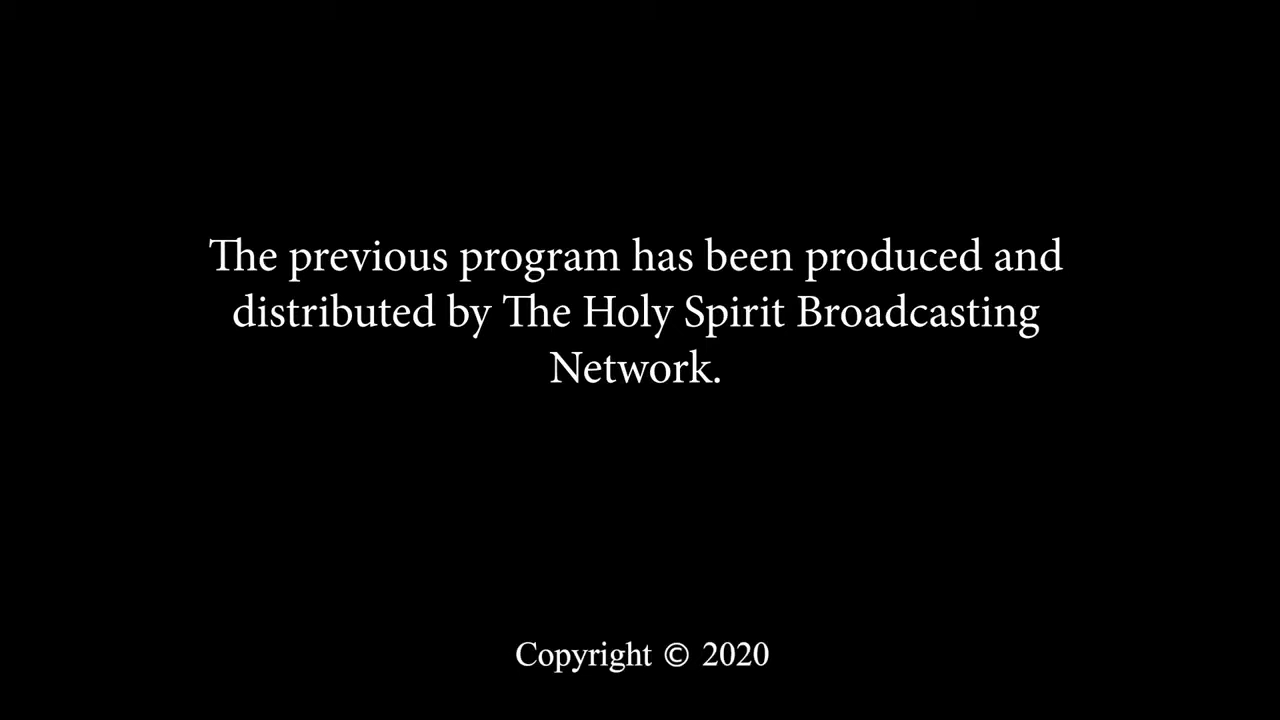 The previous program has been produced and
distributed by The Holy Spirit Broadcasting
Network.
Copyright © 2020